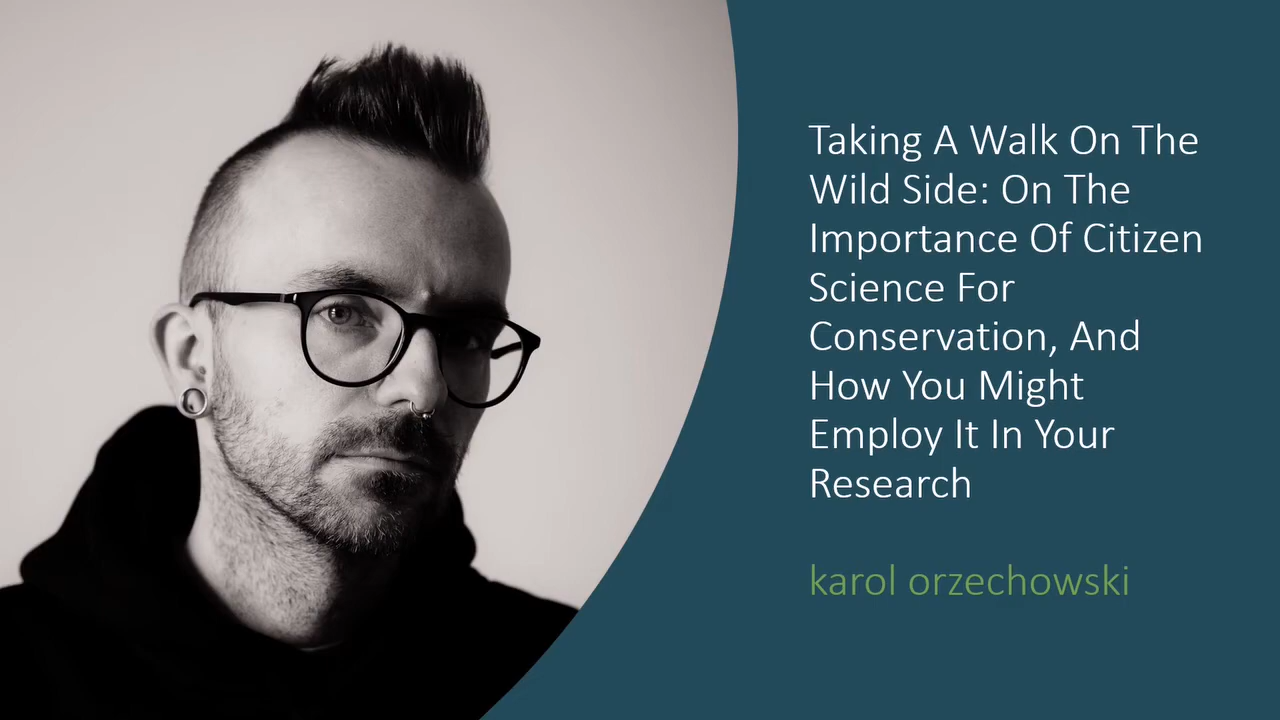 Taking A Walk On The
Wild Side: On The
Importance Of Citizen
Science For
Conservation, And
How You Might
Employ It In Your
Research
karol orzechowski